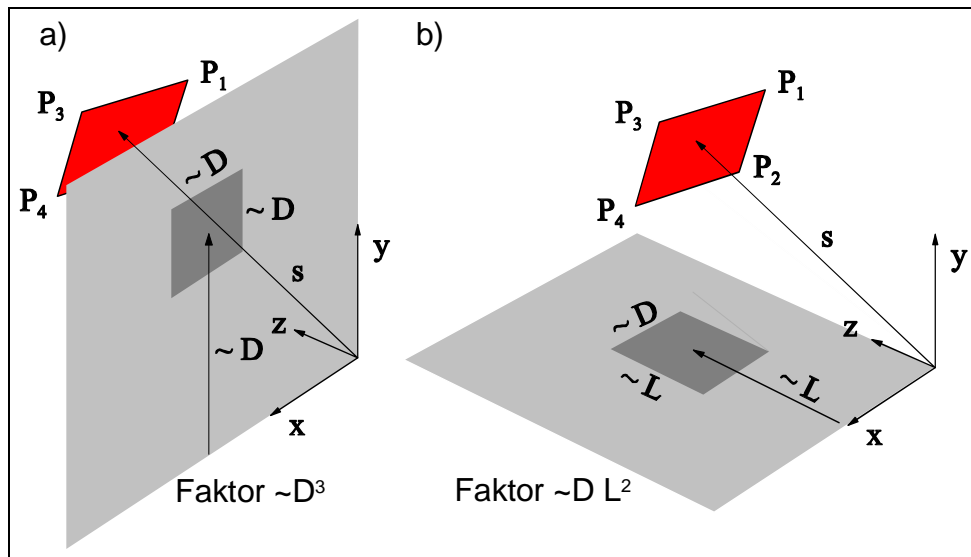 a)
P₁
P₃
~ D
P₄
~ D
s
y
z
~ D
x
Faktor ~D³
b)
P₁
P₃
P₂
P₄
s
y
~ D
z
~ L
~ L
x
Faktor ~D L²